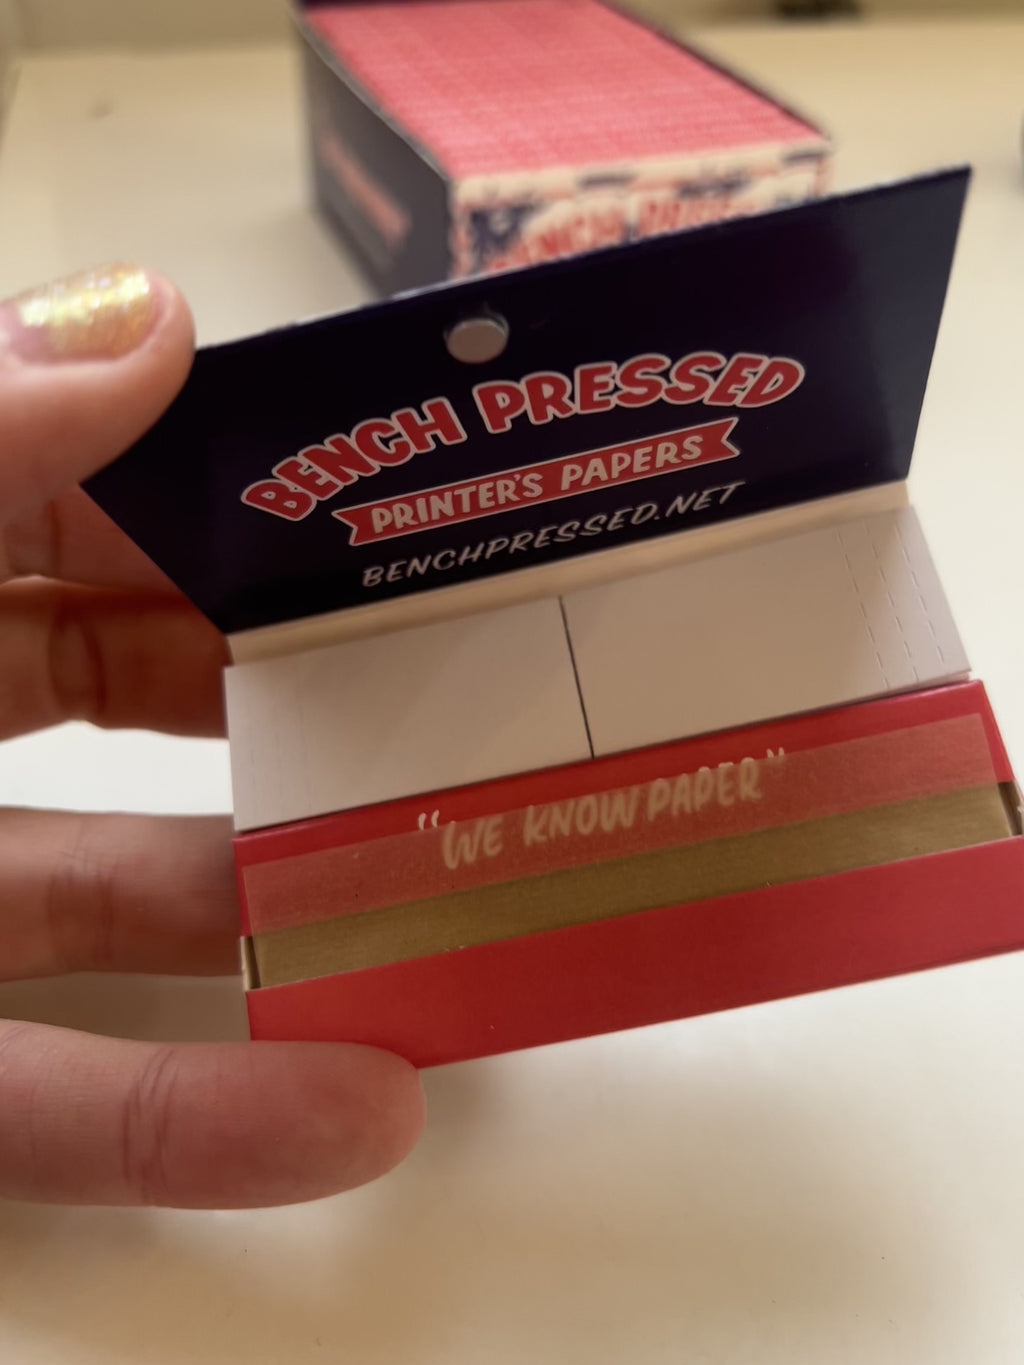 BENCH PRESSED
PRINTER'S PAPERS
BENCHPRESSED.NET
"WE KNOW PAPER"